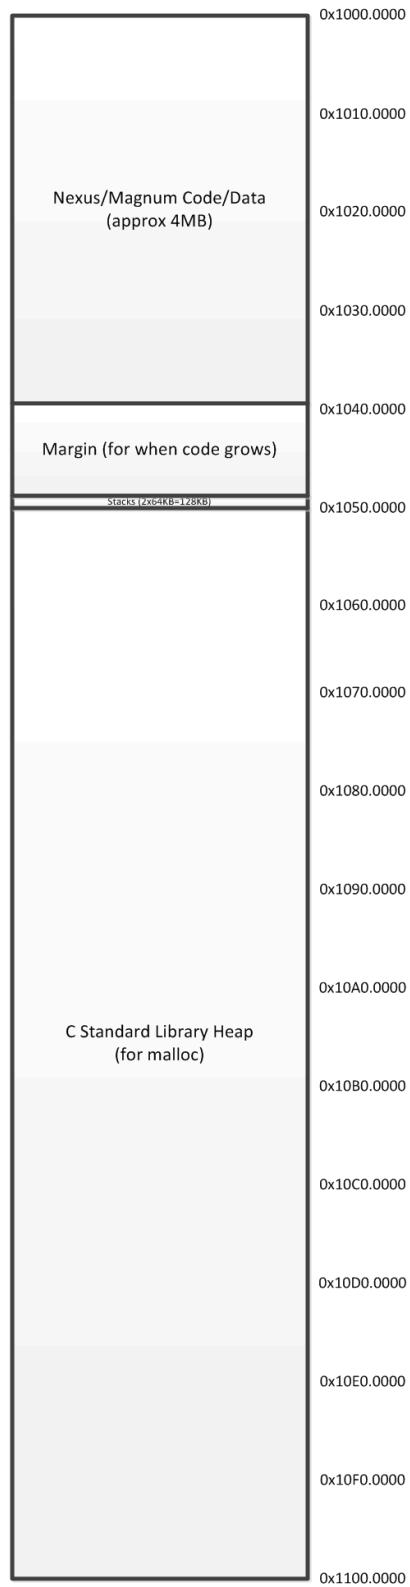 0x1000.0000
0x1010.0000
Nexus/Magnum Code/Data
(approx 4MB)
0x1020.0000
0x1030.0000
0x1040.0000
Margin (for when code grows)
Stacks (2x64KB=128KB)
0x1050.0000
0x1060.0000
0x1070.0000
0x1080.0000
0x1090.0000
0x10A0.0000
C Standard Library Heap
(for malloc)
0x10B0.0000
0x10C0.0000
0x10D0.0000
0x10E0.0000
0x10F0.0000
0x1100.0000